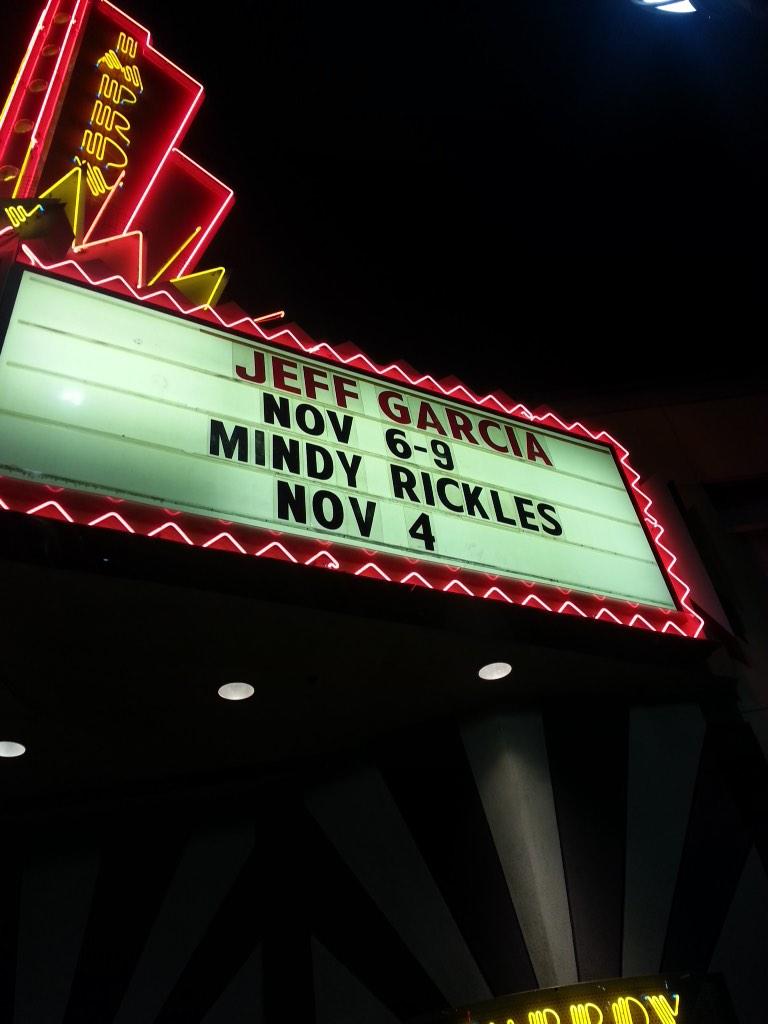 JEFF GARCIA
NOV 6-9
MINDY RICKLES
NOV 4